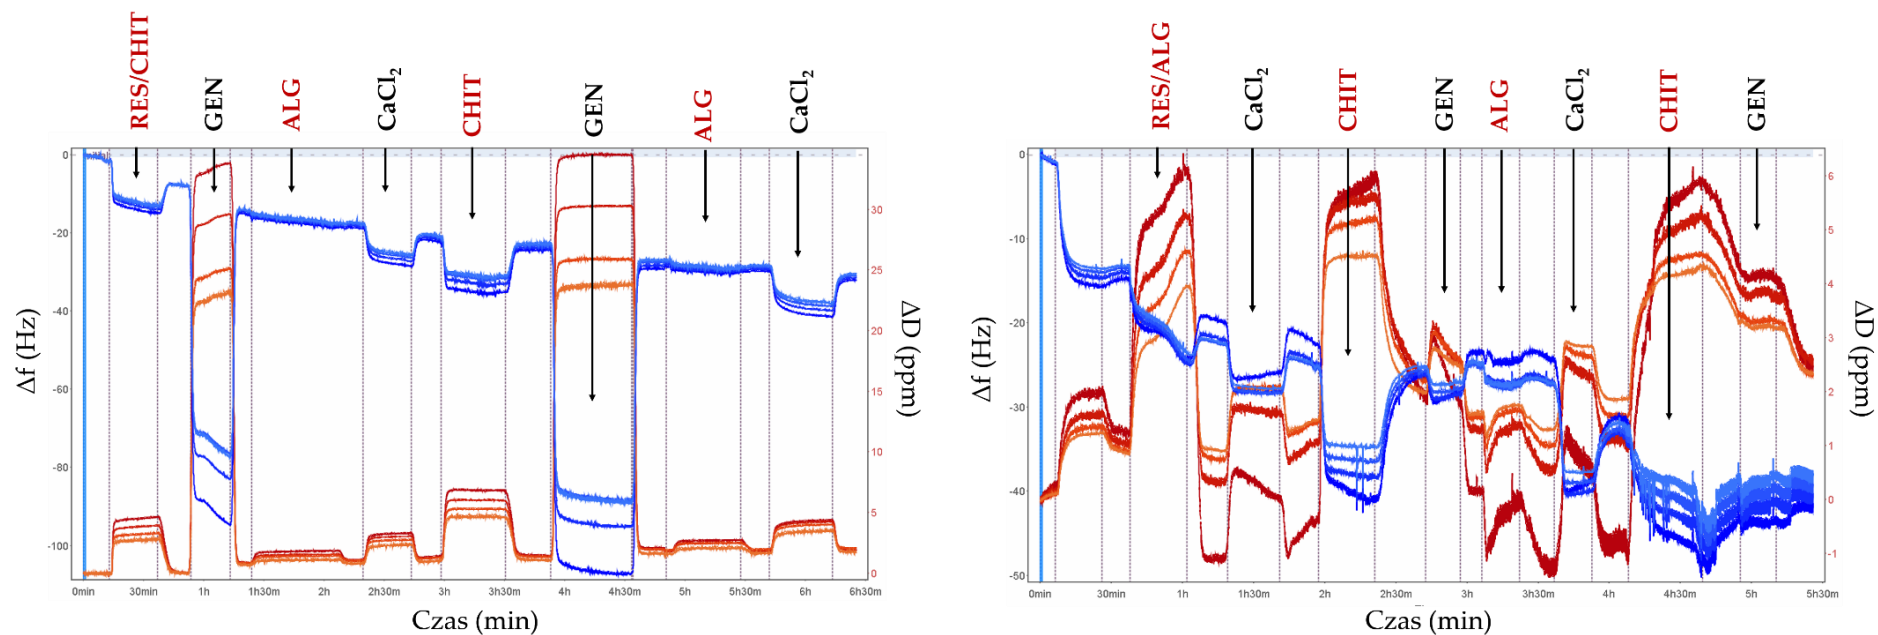 RES/CHIT
GEN
ALG
CaCl₂
CHIT
GEN
ALG
CaCl₂
0
-20
-40
-60
-80
-100
Δf (Hz)
30
25
20
15
10
5
0
ΔD (ppm)
0min 30min 1h 1h30m 2h 2h30m 3h 3h30m 4h 4h30m 5h 5h30m 6h 6h30m
Czas (min)
RES/ALG
CaCl₂
CHIT
GEN
ALG
CaCl₂
CHIT
GEN
0
-10
-20
-30
-40
-50
Δf (Hz)
6
5
4
3
2
1
0
-1
ΔD (ppm)
0min 30min 1h 1h30m 2h 2h30m 3h 3h30m 4h 4h30m 5h 5h30m
Czas (min)